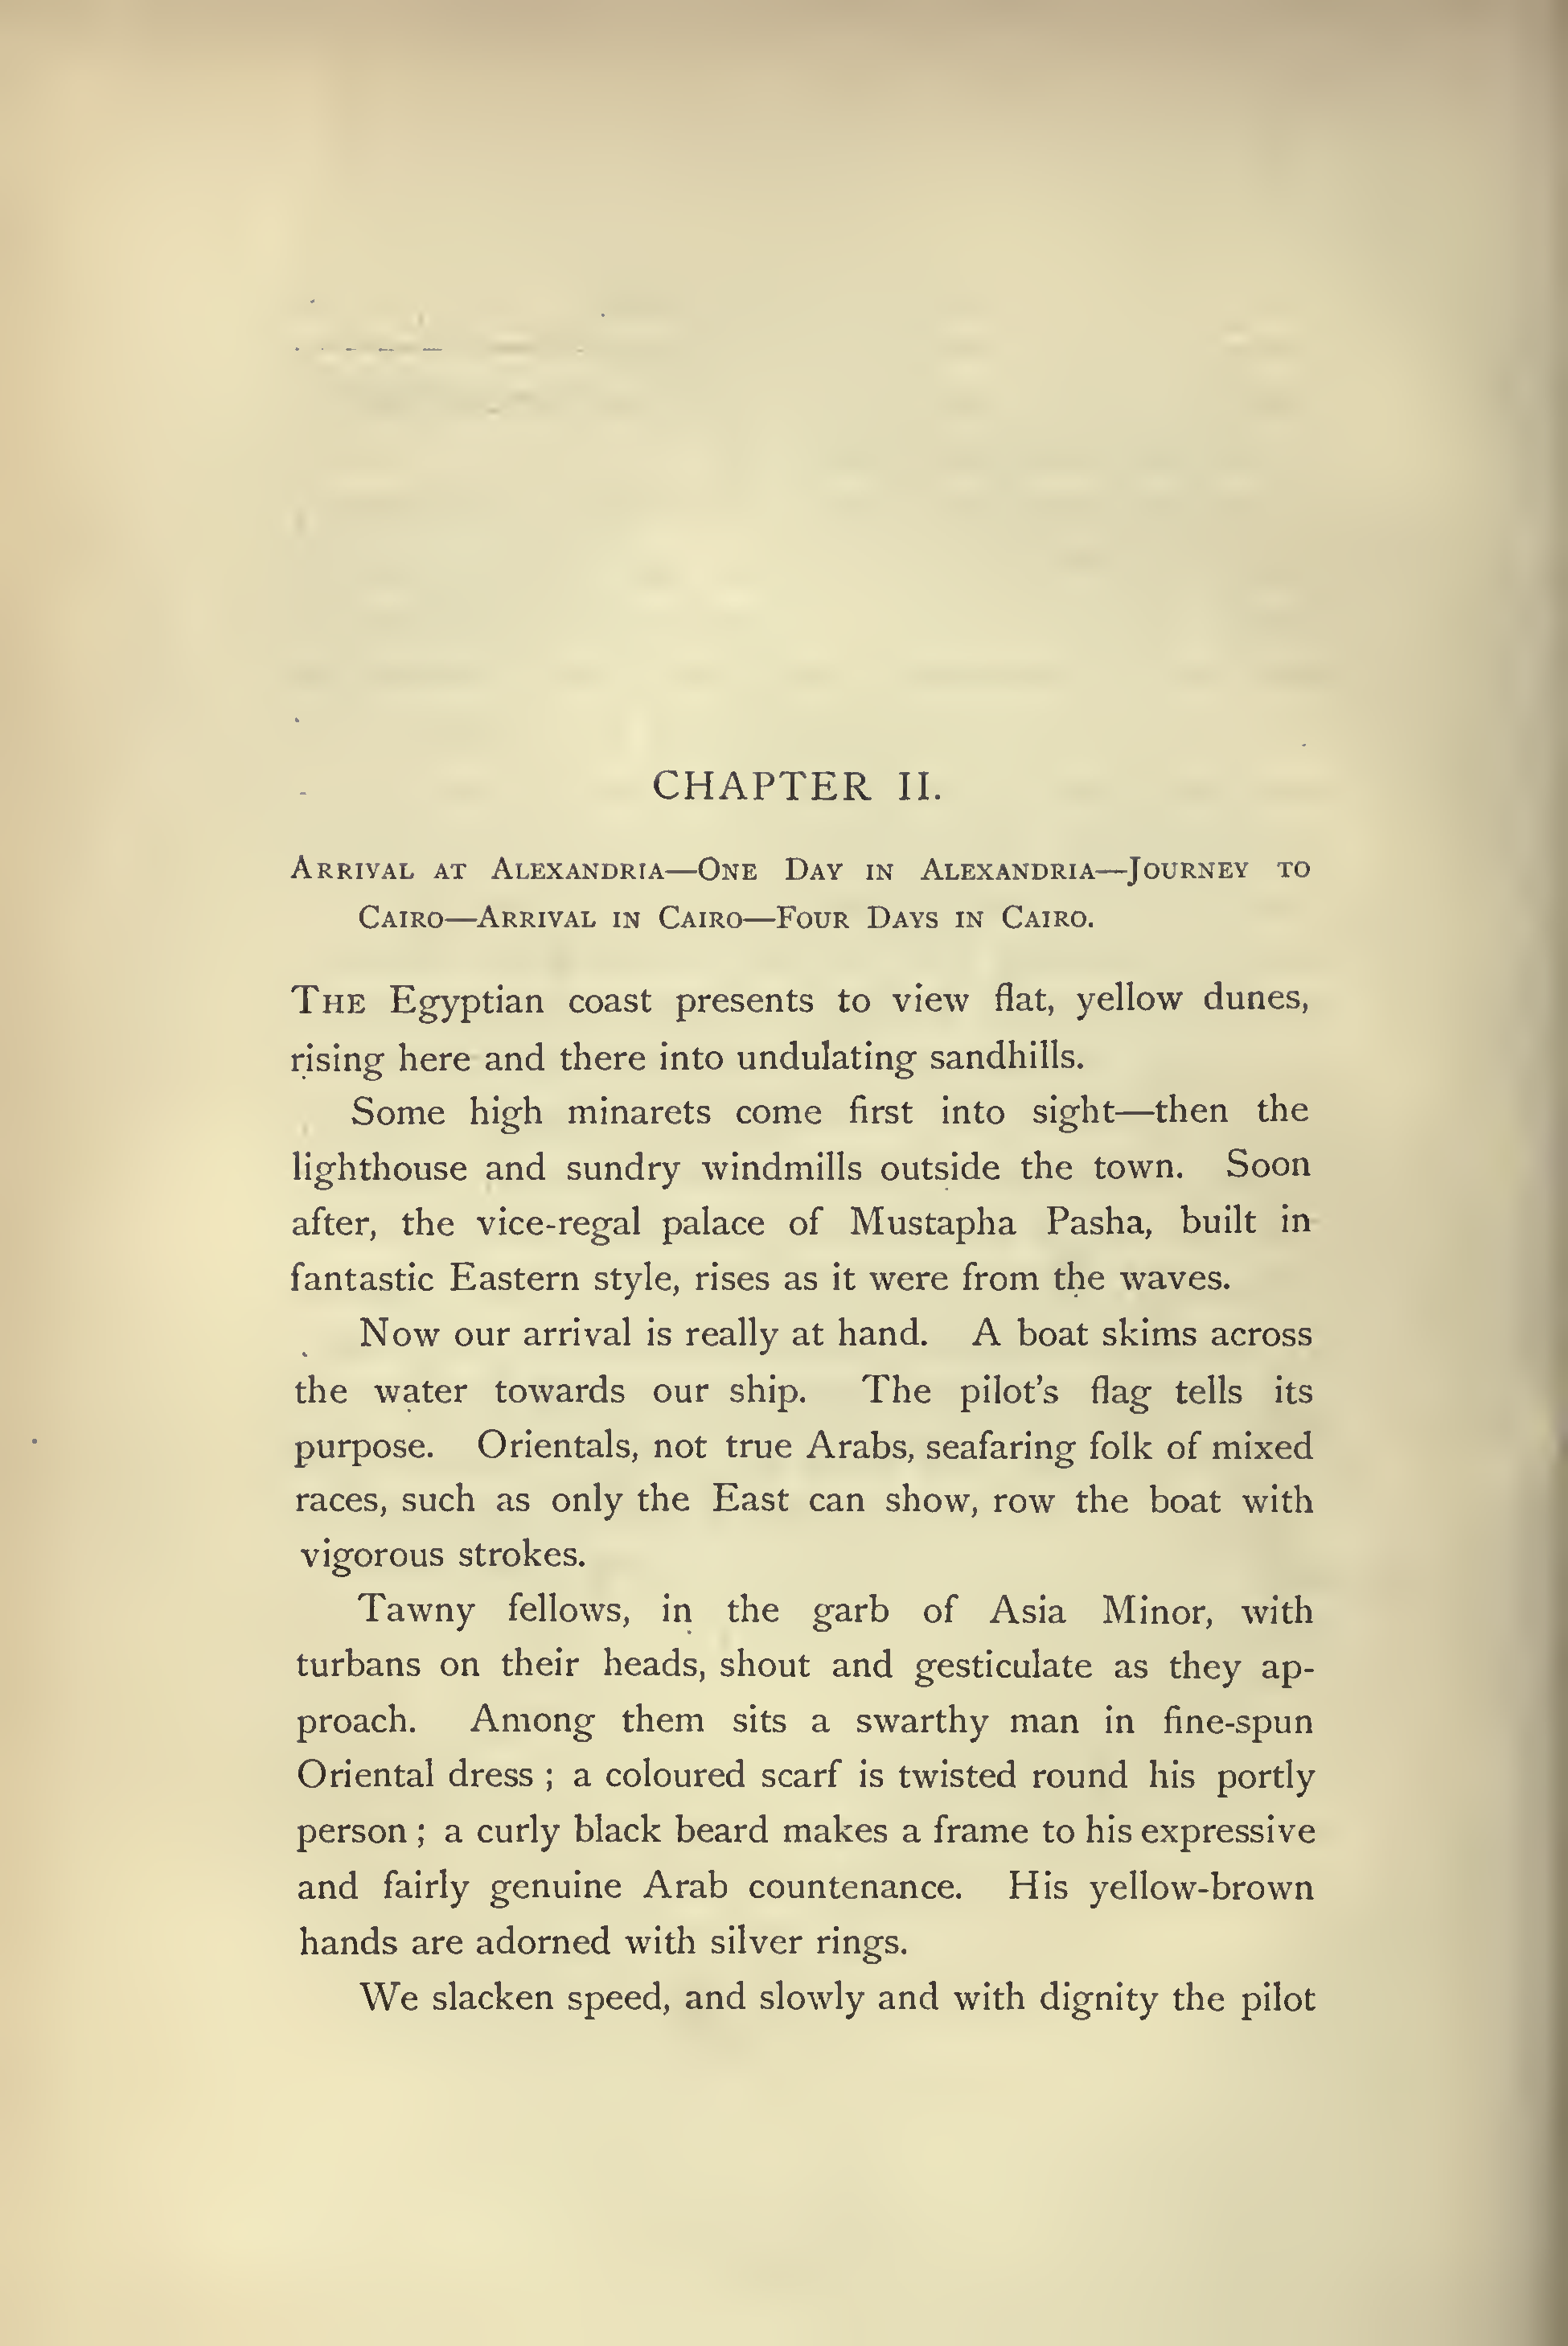 CHAPTER II.
Arrival at Alexandria—One Day in Alexandria—Journey to
Cairo—Arrival in Cairo—Four Days in Cairo.
The Egyptian coast presents to view flat, yellow dunes,
rising here and there into undulating sandhills.
Some high minarets come first into sight—then the
lighthouse and sundry windmills outside the town. Soon
after, the vice-regal palace of Mustapha Pasha, built in
fantastic Eastern style, rises as it were from the waves.
Now our arrival is really at hand. A boat skims across
the water towards our ship. The pilot's flag tells its
purpose. Orientals, not true Arabs, seafaring folk of mixed
races, such as only the East can show, row the boat with
vigorous strokes.
Tawny fellows, in the garb of Asia Minor, with
turbans on their heads, shout and gesticulate as they ap-
proach. Among them sits a swarthy man in fine-spun
Oriental dress ; a coloured scarf is twisted round his portly
person ; a curly black beard makes a frame to his expressive
and fairly genuine Arab countenance. His yellow-brown
hands are adorned with silver rings.
We slacken speed, and slowly and with dignity the pilot